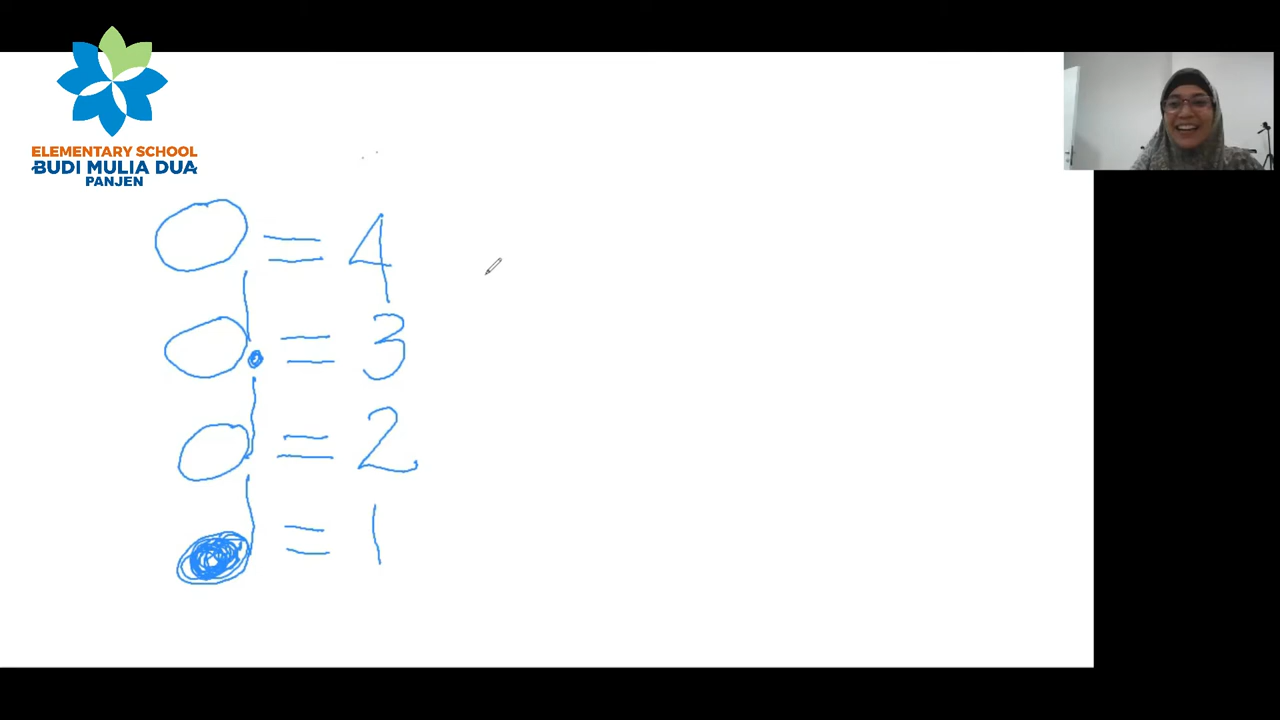 ELEMENTARY SCHOOL
BUDI MULIA DUA
PANJEN
= 4
= 3
= 2
= 1